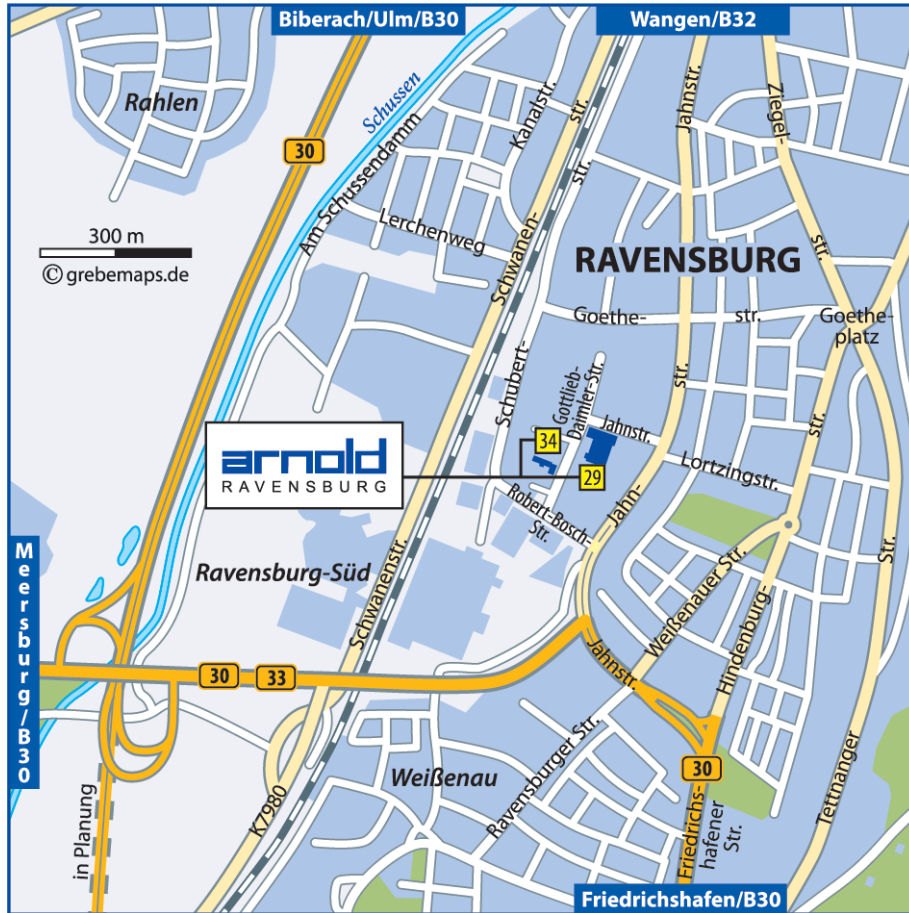 Biberach/Ulm/B30
Wangen/B32
Rahlen
Schussen
30
Am Schussendamm
Kanalstr.
str.
str.
Jahnstr.
Ziegel-
Lerchenweg
300 m
© grebemaps.de
Schwanen-
RAVENSBURG
str.
Goethe-
str.
Goethe-
platz
Schubert-
Gottlieb-
Daimler-Str.
str.
str.
Jahnstr.
34
arnold
RAVENSBURG
29
Lortzingstr.
Jahn-
Robert-Bosch-
Str.
Str.
Meersburg/B30
Ravensburg-Süd
Schwanenstr.
Weißenauer Str.
Hindenburg-
30
33
Jahnstr.
Ravensburger Str.
Weißenau
30
Tettnanger
in Planung
K7980
Friedrichs-
hafener
Str.
Friedrichshafen/B30